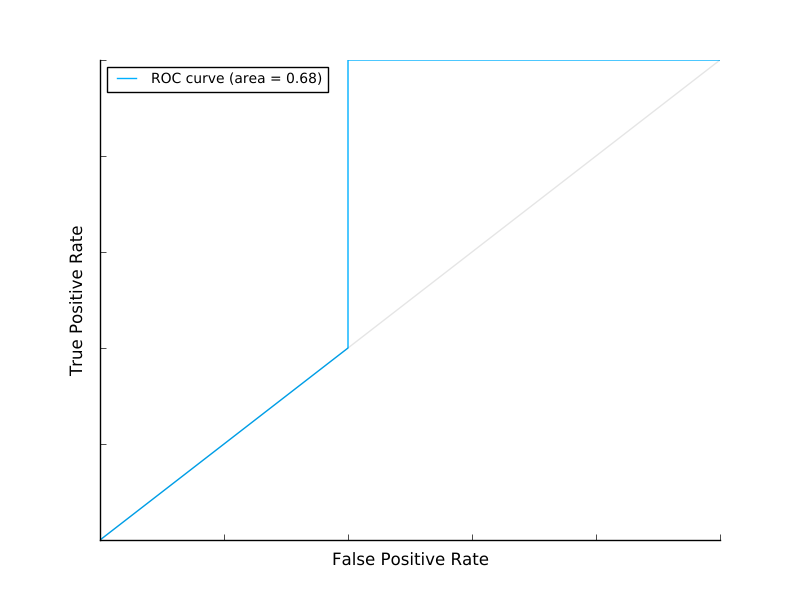 ROC curve (area = 0.68)
True Positive Rate
False Positive Rate